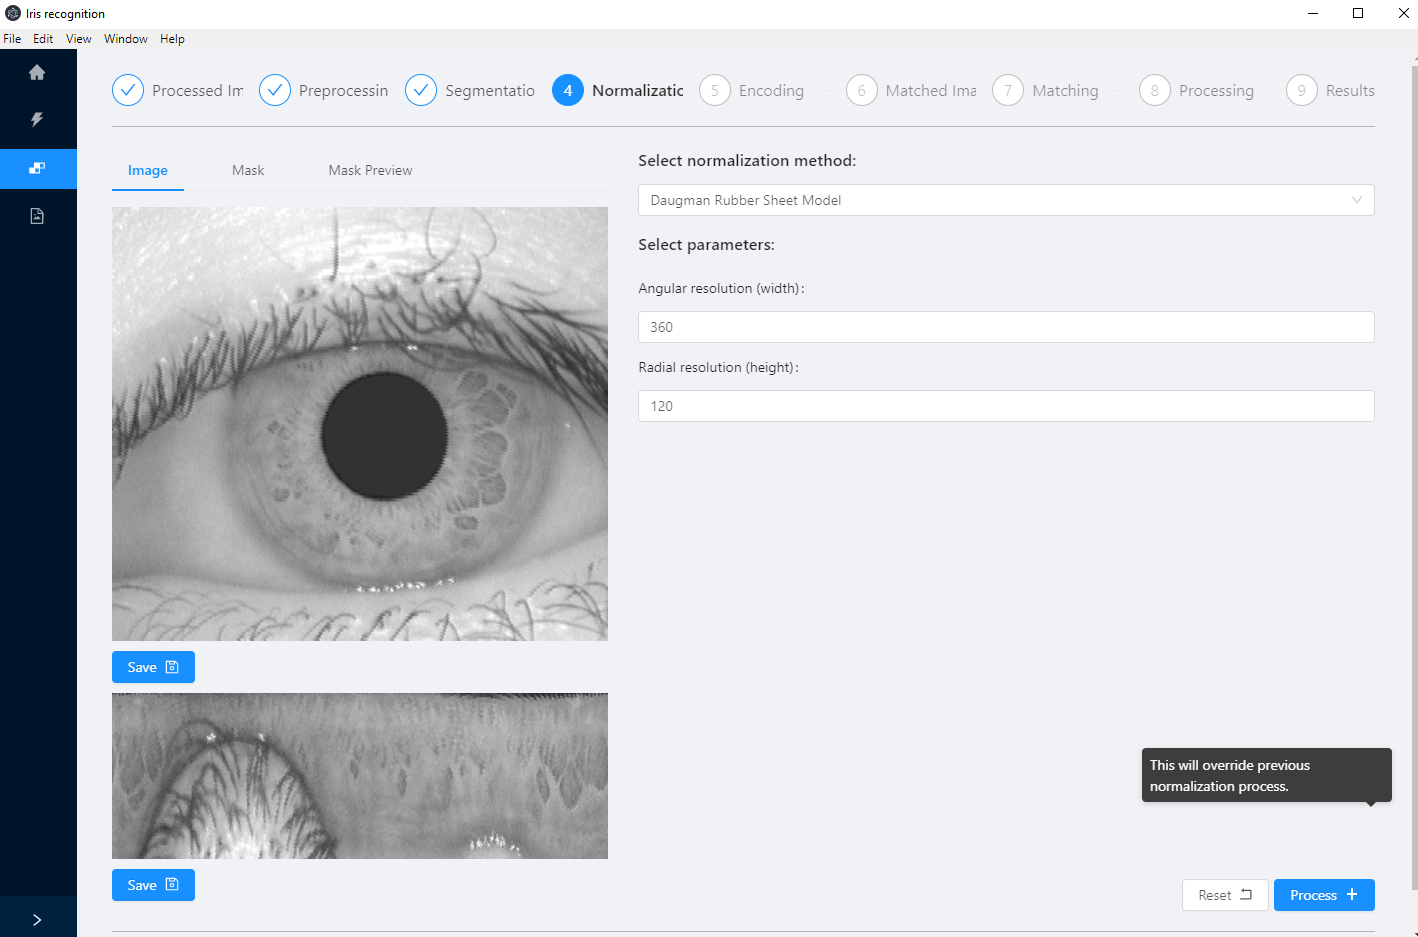 Iris recognition
File Edit View Window Help
Processed Im Preprocessin Segmentatio 4 Normalizatic 5 Encoding 6 Matched Ima 7 Matching 8 Processing 9 Results
Image Mask Mask Preview
Select normalization method:
Daugman Rubber Sheet Model
Select parameters:
Angular resolution (width):
360
Radial resolution (height):
120
Save
This will override previous
normalization process.
Save
Reset Process